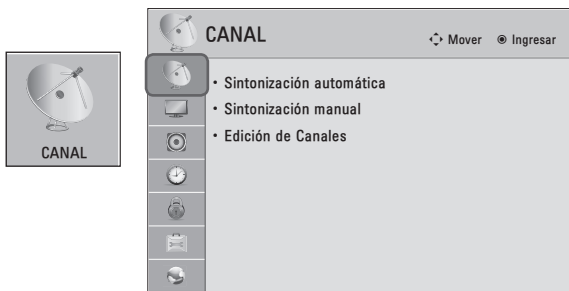 CANAL
CANAL
Mover
Ingresar
• Sintonización automática
• Sintonización manual
• Edición de Canales